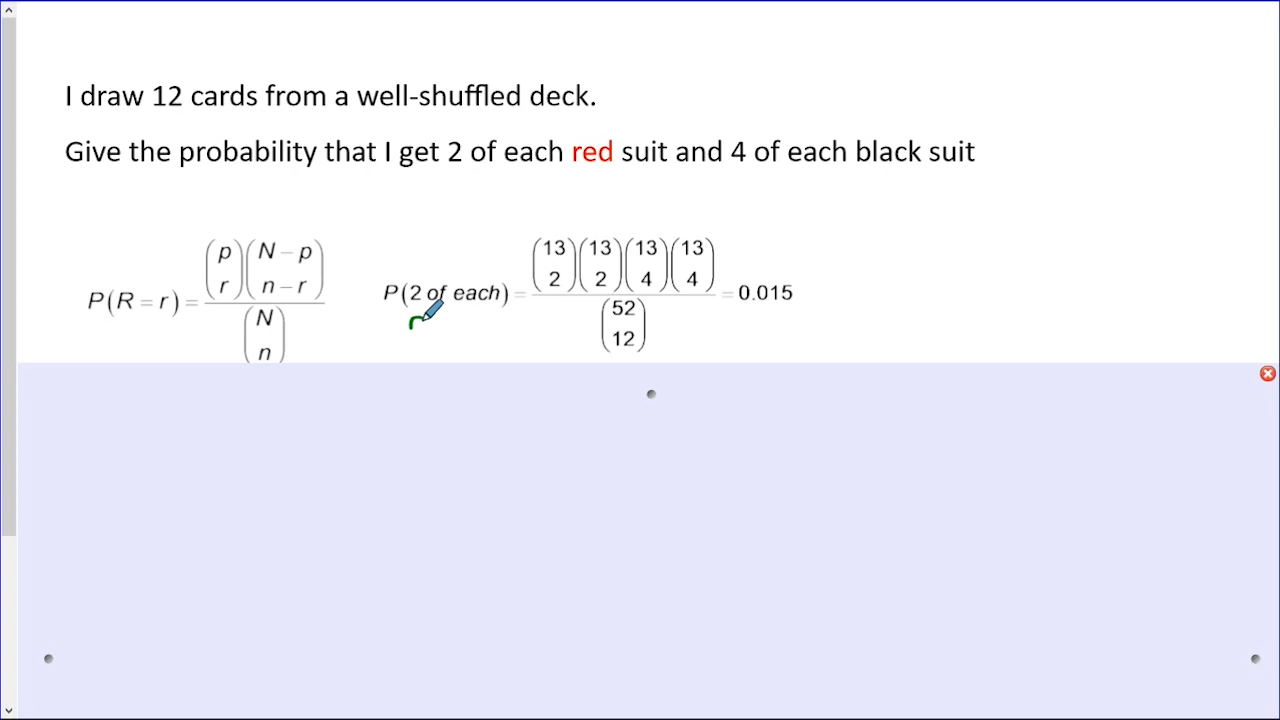 I draw 12 cards from a well-shuffled deck.
Give the probability that I get 2 of each red suit and 4 of each black suit
P(R = r) = (p r)(N − p n − r) / (N n)
P(2 of each) = (13 2)(13 2)(13 4)(13 4) / (52 12) = 0.015